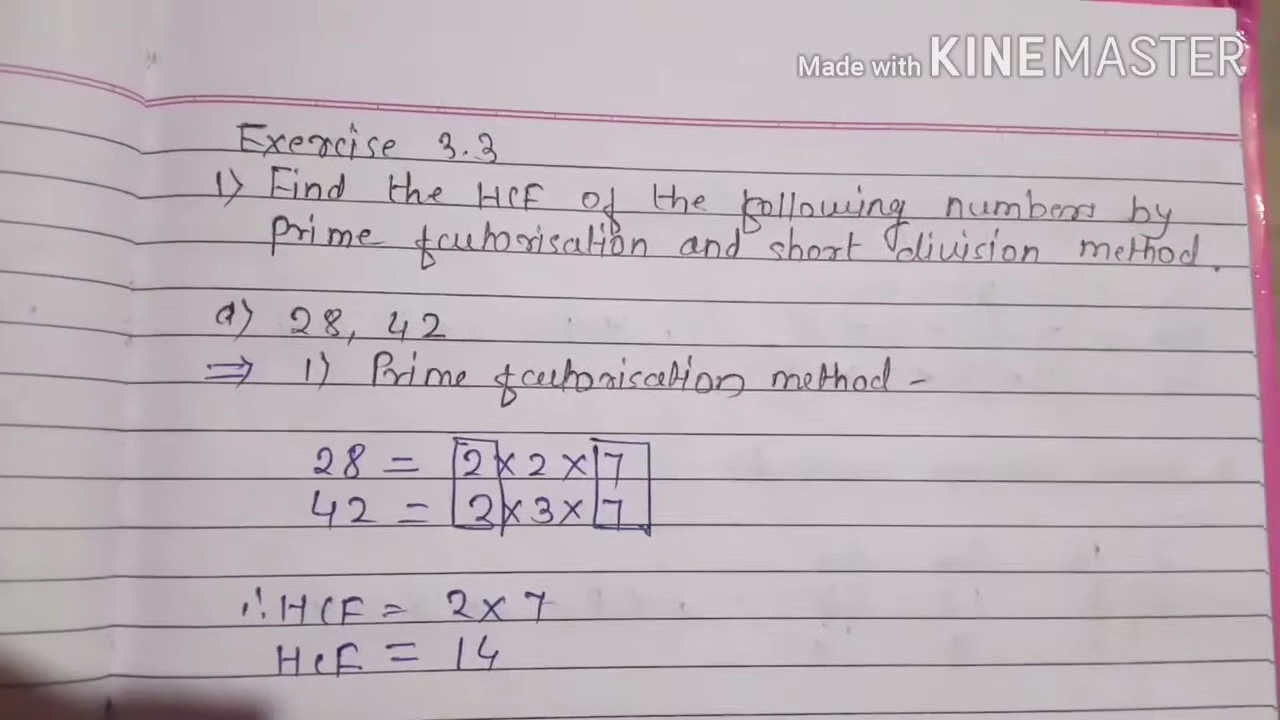 Made with KINEMASTER
Exercise 3.3
1) Find the HCF of the following numbers by
prime factorisation and short division method.
a) 28, 42
⇒ 1) Prime factorisation method -
28 = 2 × 2 × 7
42 = 2 × 3 × 7
∴ HCF = 2 × 7
HCF = 14